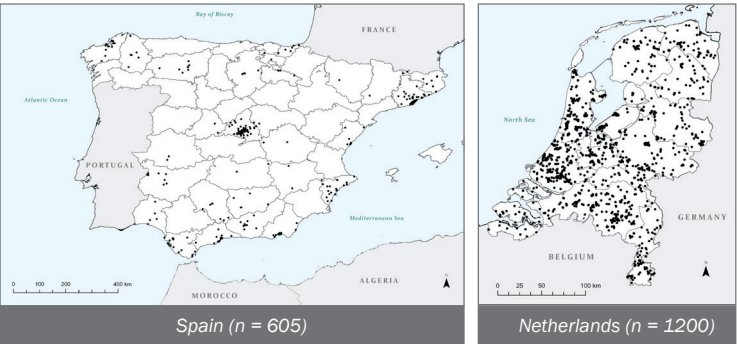 Bay of Biscay
FRANCE
Atlantic Ocean
PORTUGAL
Mediterranean Sea
0 100 200 400 km
N
ALGERIA
MOROCCO
Spain (n = 605)
North Sea
GERMANY
BELGIUM
0 25 50 100 km
N
Netherlands (n = 1200)